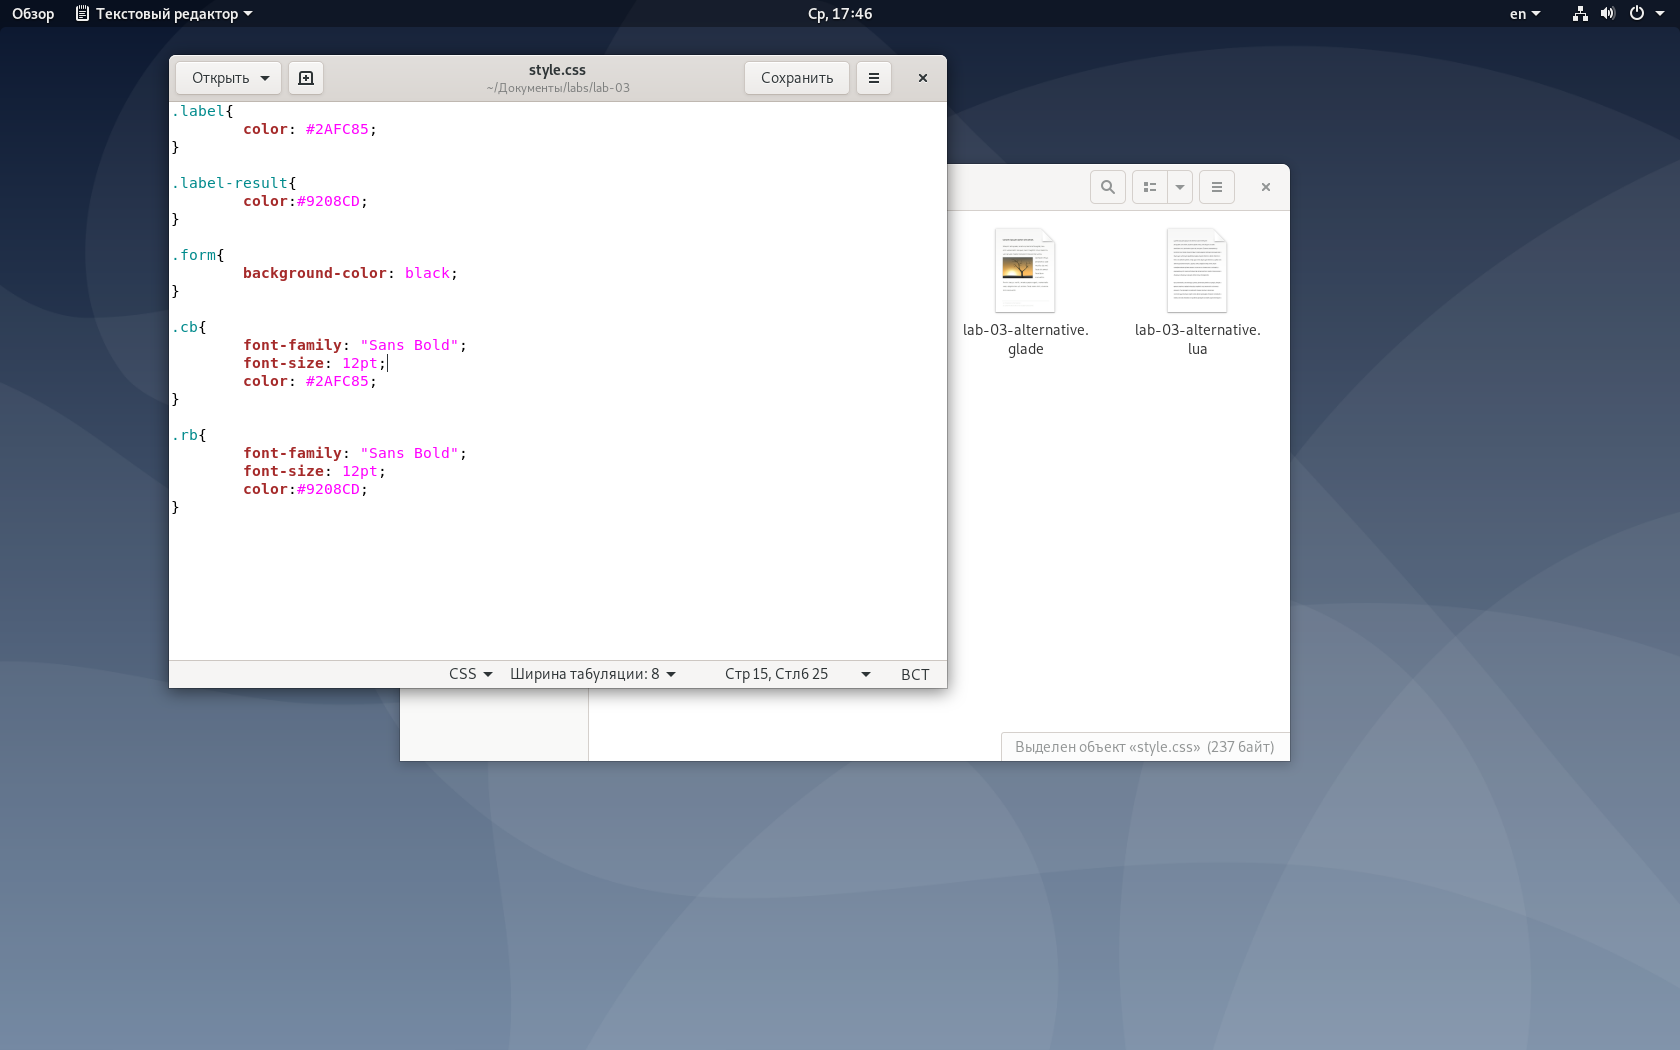 Обзор
Текстовый редактор
Ср, 17:46
en
Открыть
style.css
~/Документы/labs/lab-03
Сохранить
.label{
color: #2AFC85;
}
.label-result{
color:#9208CD;
}
.form{
background-color: black;
}
.cb{
font-family: "Sans Bold";
font-size: 12pt;
color: #2AFC85;
}
.rb{
font-family: "Sans Bold";
font-size: 12pt;
color:#9208CD;
}
CSS
Ширина табуляции: 8
Стр 15, Стлб 25
ВСТ
lab-03-alternative.
glade
lab-03-alternative.
lua
Выделен объект «style.css» (237 байт)